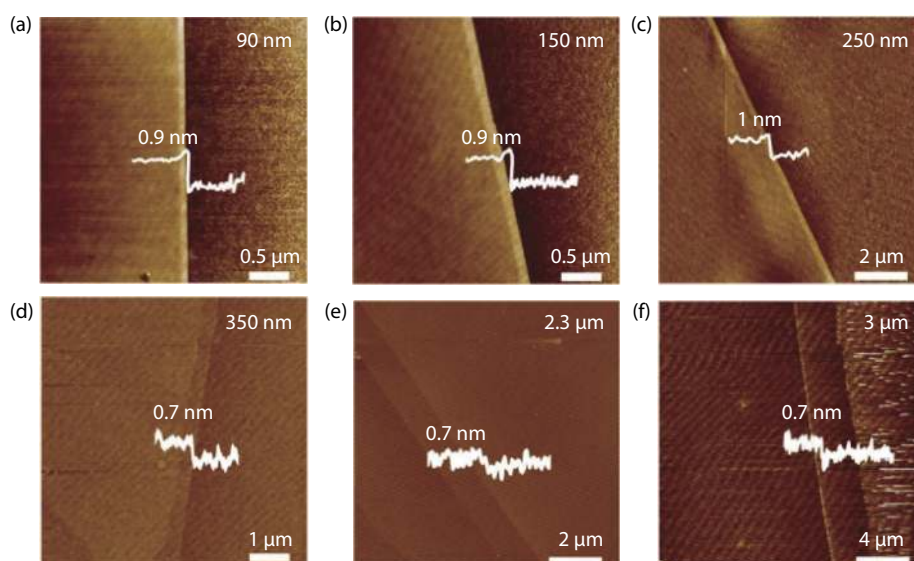 (a)
90 nm
0.9 nm
0.5 μm
(b)
150 nm
0.9 nm
0.5 μm
(c)
250 nm
1 nm
2 μm
(d)
350 nm
0.7 nm
1 μm
(e)
2.3 μm
0.7 nm
2 μm
(f)
3 μm
0.7 nm
4 μm